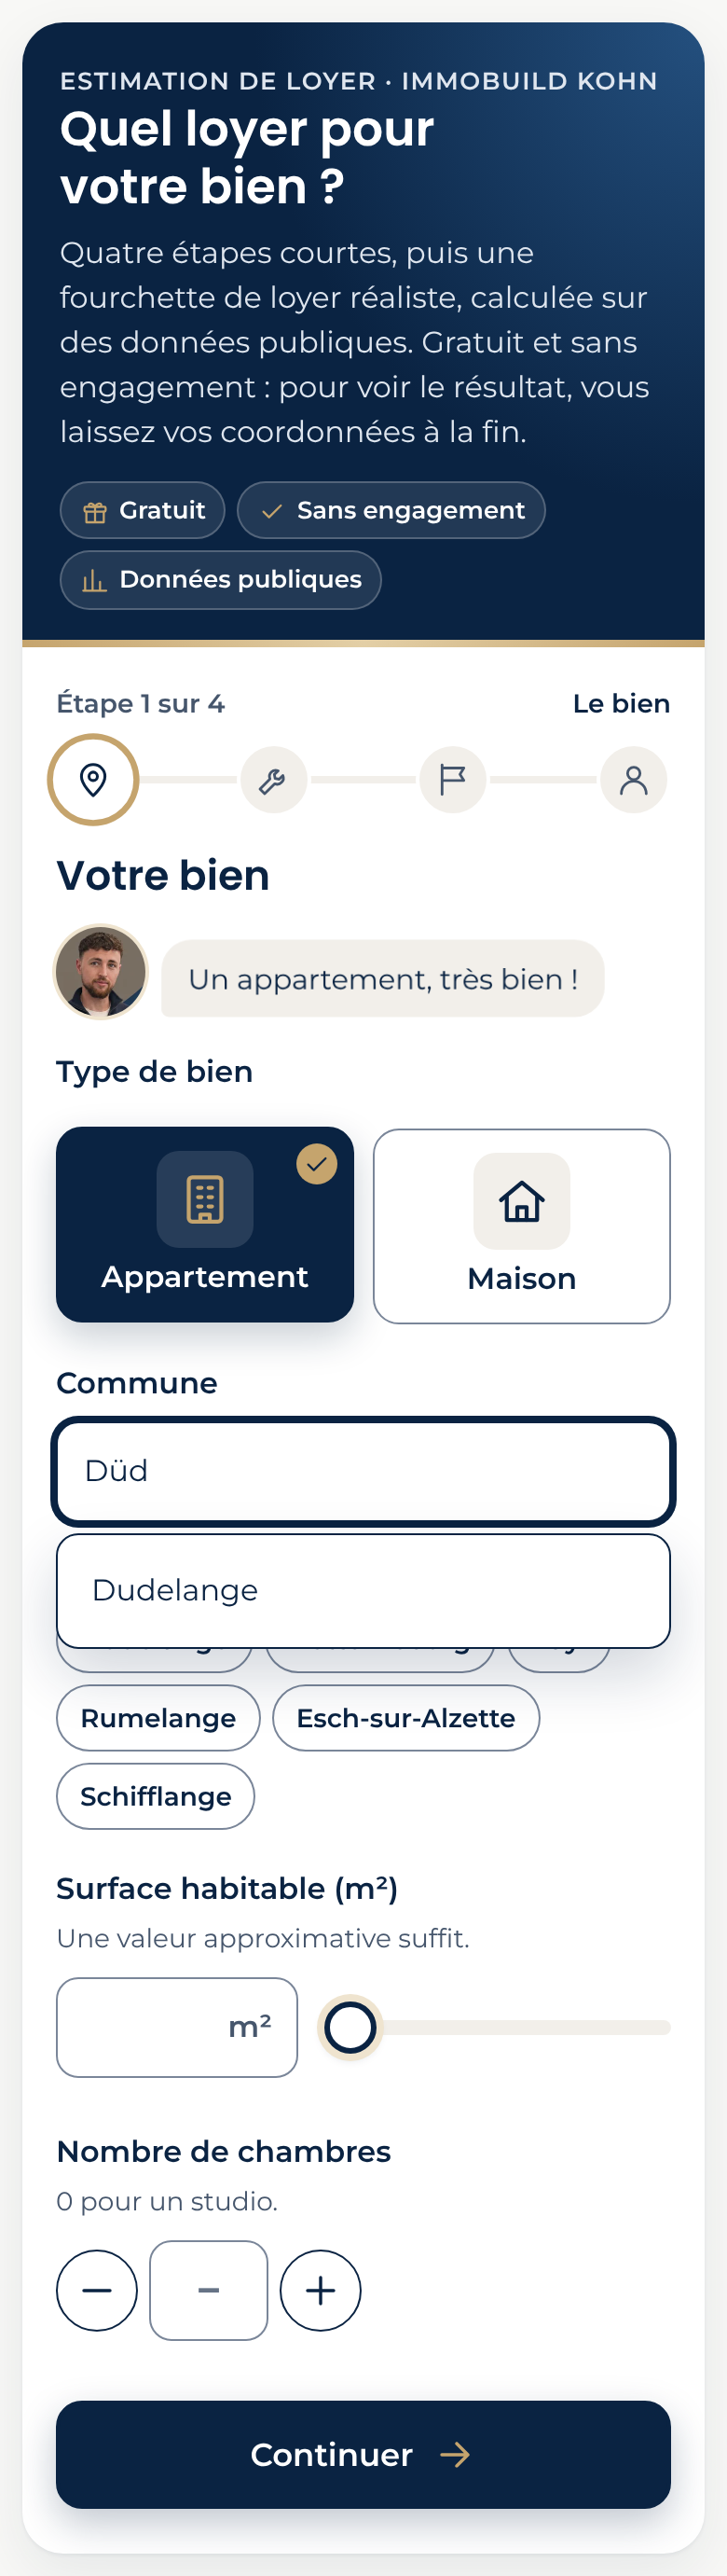 ESTIMATION DE LOYER · IMMOBUILD KOHN
Quel loyer pour
votre bien ?
Quatre étapes courtes, puis une
fourchette de loyer réaliste, calculée sur
des données publiques. Gratuit et sans
engagement : pour voir le résultat, vous
laissez vos coordonnées à la fin.
Gratuit
Sans engagement
Données publiques
Étape 1 sur 4
Le bien
Votre bien
Un appartement, très bien !
Type de bien
Appartement
Maison
Commune
Düd
Dudelange
Rumelange
Esch-sur-Alzette
Schifflange
Surface habitable (m²)
Une valeur approximative suffit.
m²
Nombre de chambres
0 pour un studio.
–
Continuer